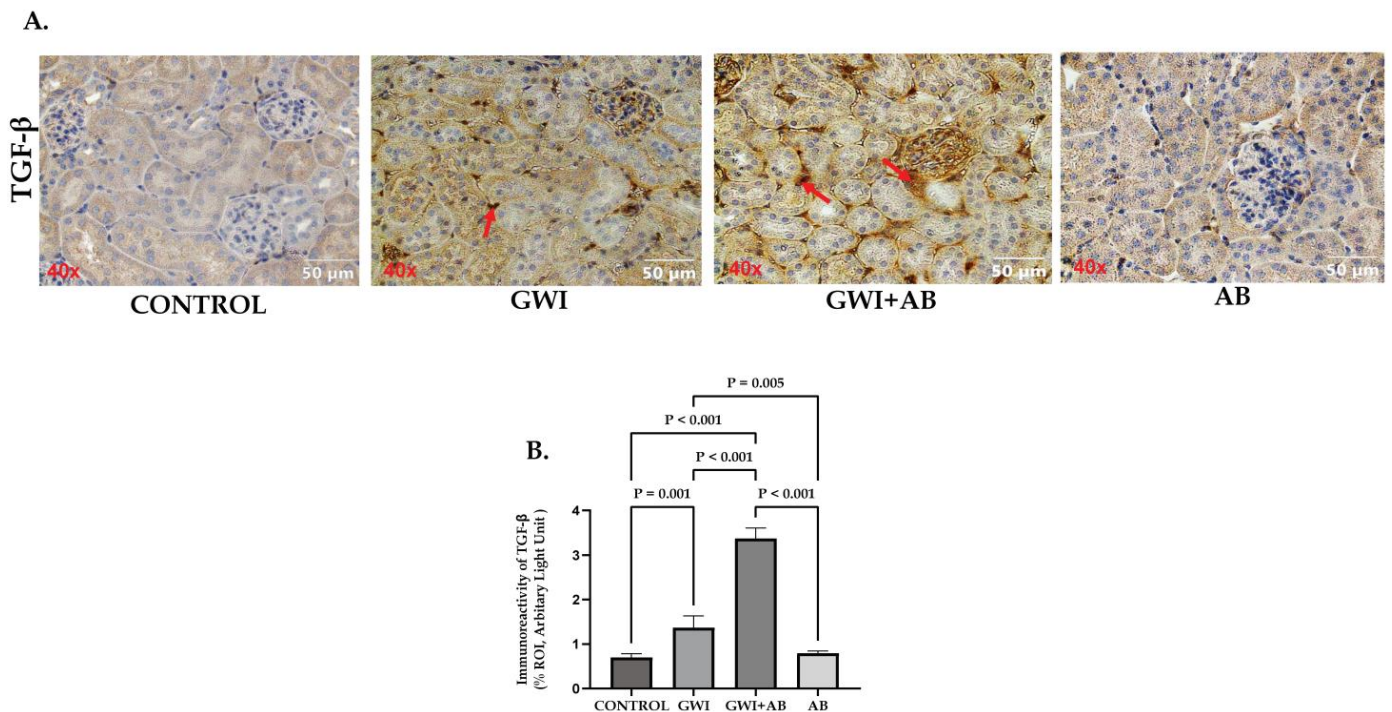 A.
TGF-β
40x
50 µm
CONTROL
40x
50 µm
GWI
40x
50 µm
GWI+AB
40x
50 µm
AB
B.
P = 0.005
P < 0.001
P < 0.001
P = 0.001
P < 0.001
Immunoreactivity of TGF-β
(% ROI, Arbitary Light Unit)
4
3
2
1
0
CONTROL
GWI
GWI+AB
AB